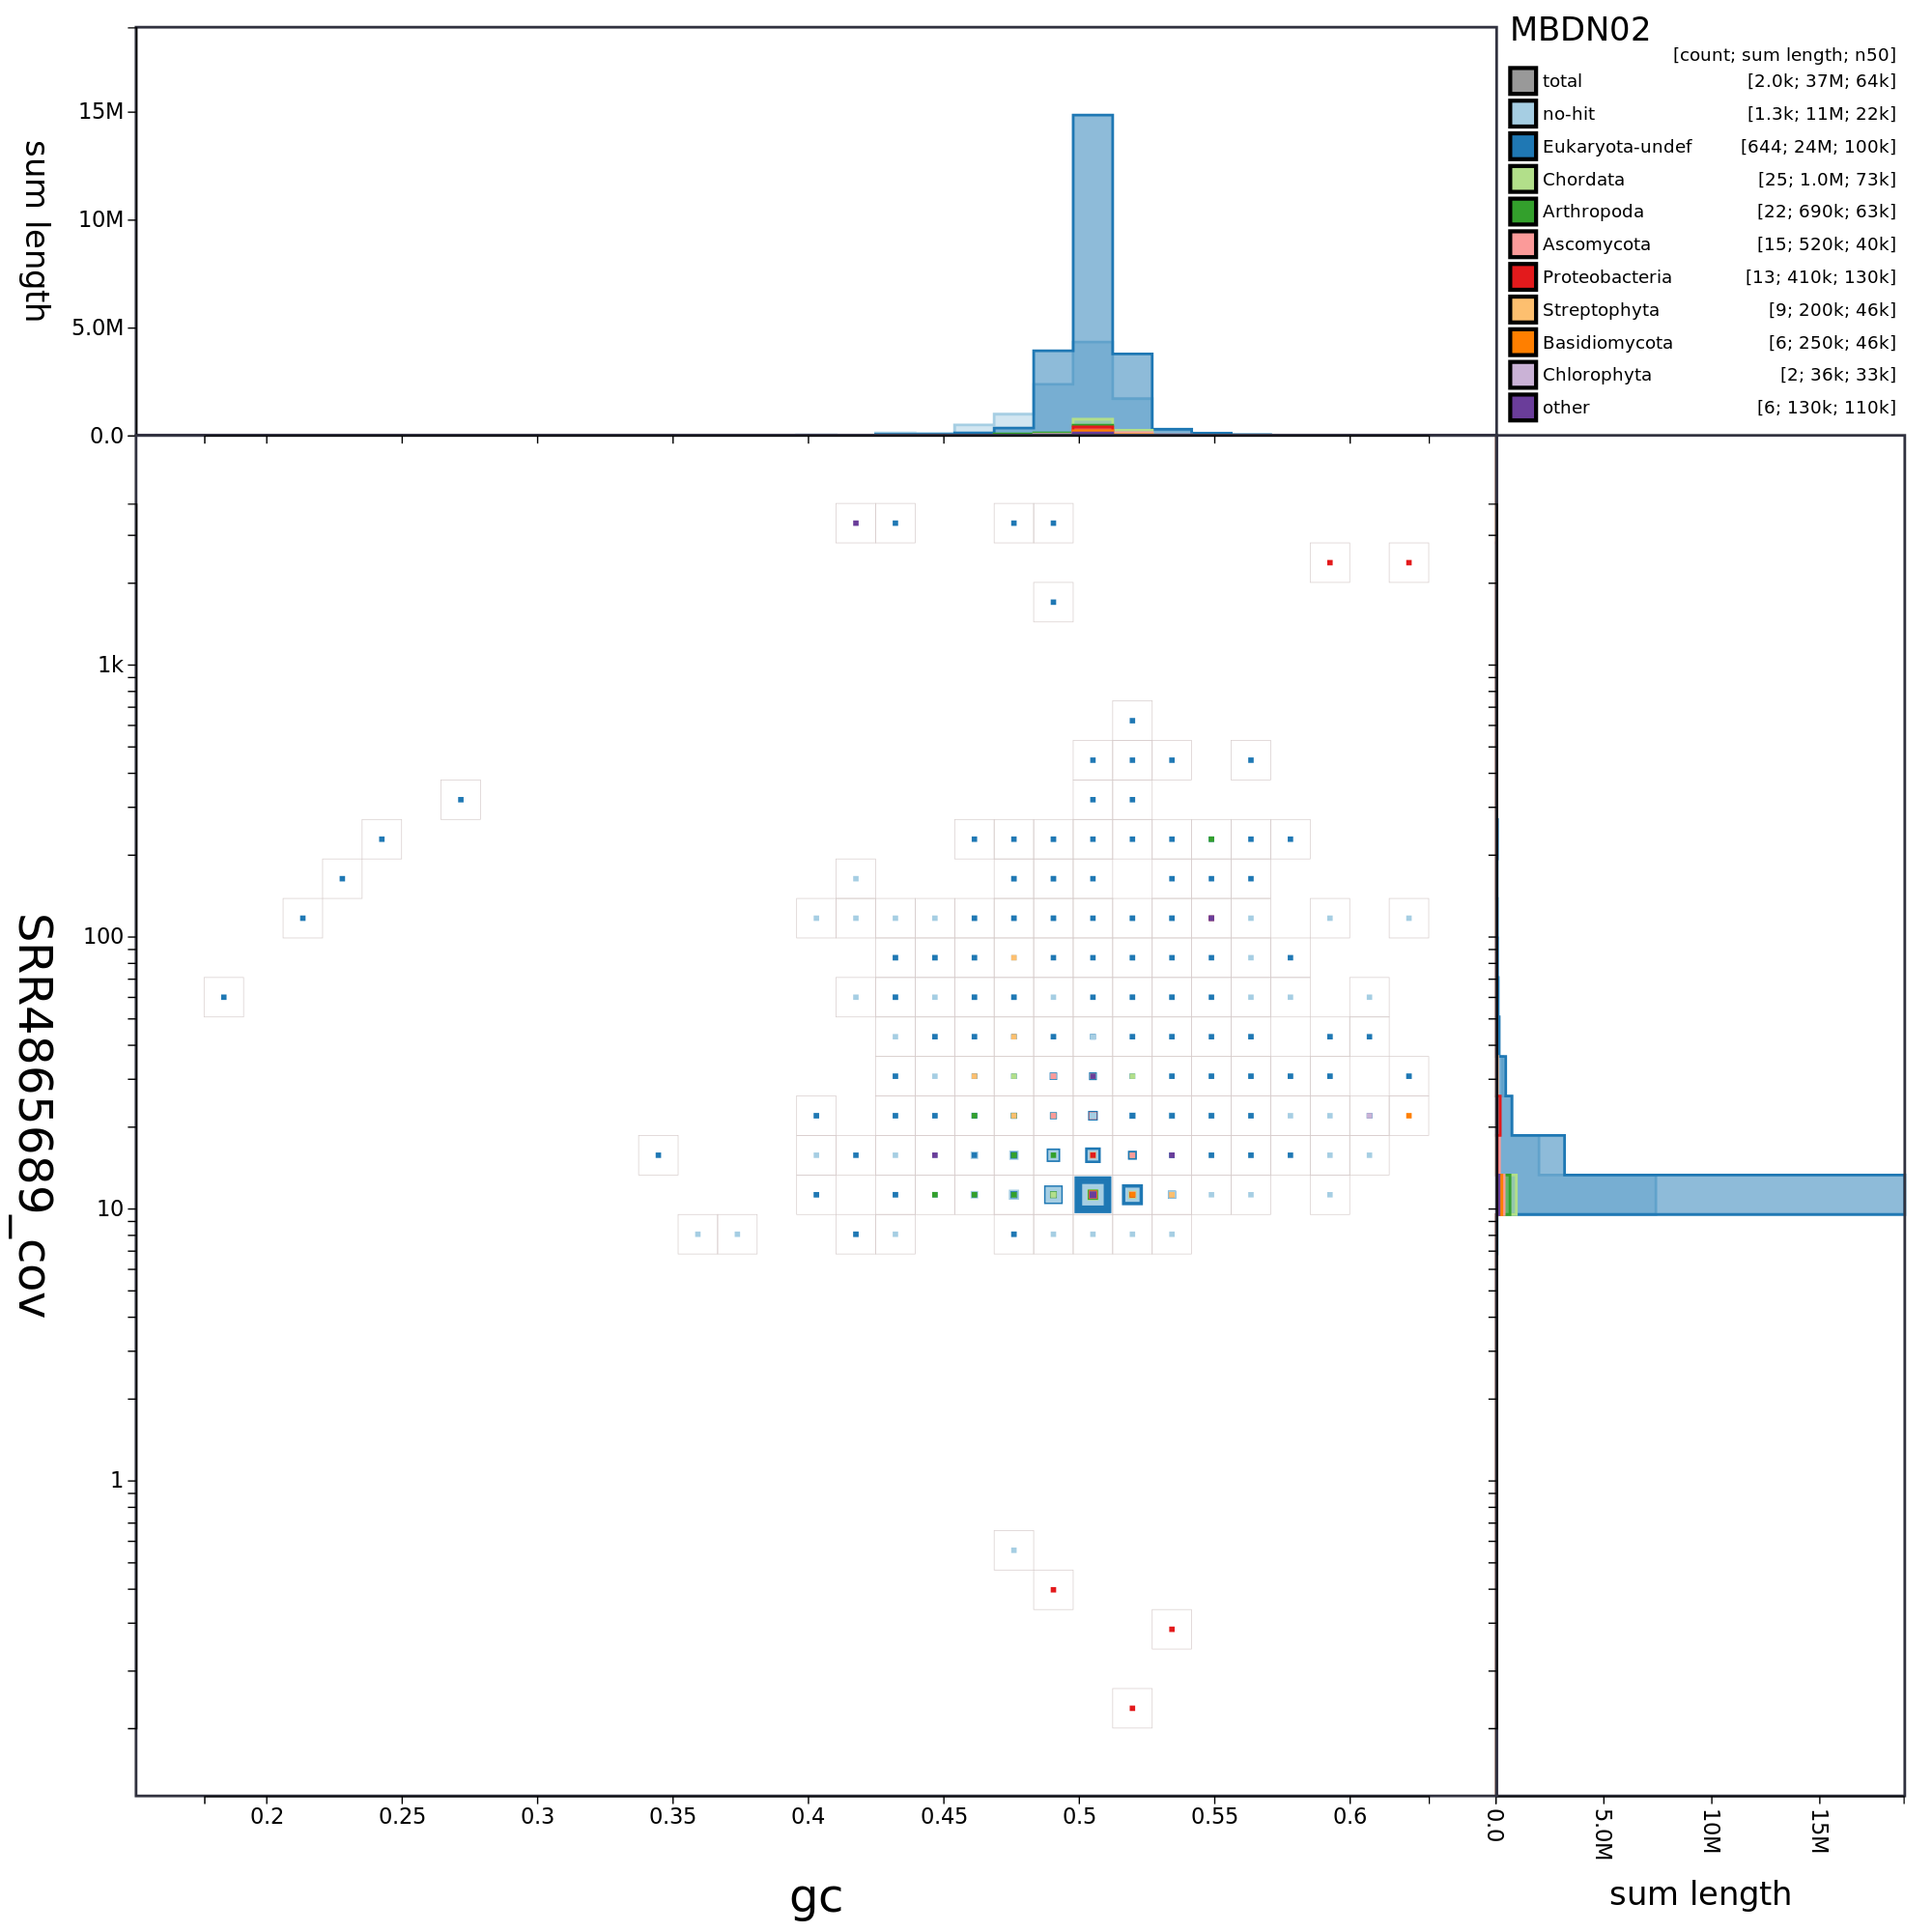 MBDN02
[count; sum length; n50]
total [2.0k; 37M; 64k]
no-hit [1.3k; 11M; 22k]
Eukaryota-undef [644; 24M; 100k]
Chordata [25; 1.0M; 73k]
Arthropoda [22; 690k; 63k]
Ascomycota [15; 520k; 40k]
Proteobacteria [13; 410k; 130k]
Streptophyta [9; 200k; 46k]
Basidiomycota [6; 250k; 46k]
Chlorophyta [2; 36k; 33k]
other [6; 130k; 110k]
sum length
15M
10M
5.0M
0.0
SRR4865689_cov
1k
100
10
1
0.2 0.25 0.3 0.35 0.4 0.45 0.5 0.55 0.6
gc
0.0 5.0M 10M 15M
sum length